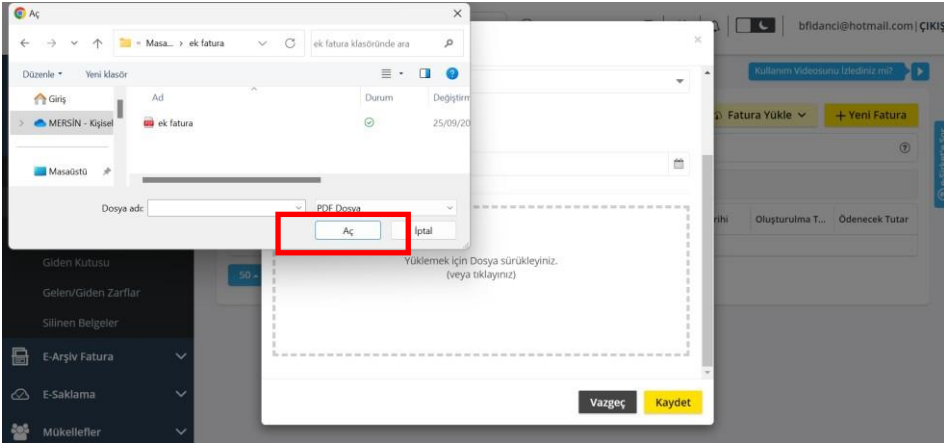 Aç
bfidanci@hotmail.com | ÇIKIŞ
Masa... > ek fatura
ek fatura klasöründe ara
Düzenle
Yeni klasör
Kullanım Videosunu İzlediniz mi?
Giriş
Ad
Durum
Değiştirm
MERSİN - Kişisel
ek fatura
25/09/20
Fatura Yükle
+ Yeni Fatura
Masaüstü
Dosya adı:
PDF Dosya
Aç
İptal
rihi
Oluşturulma T...
Ödenecek Tutar
Yüklemek için Dosya sürükleyiniz.
(veya tıklayınız)
Giden Kutusu
50
Gelen/Giden Zarflar
Silinen Belgeler
E-Arşiv Fatura
E-Saklama
Vazgeç
Kaydet
Mükellefler